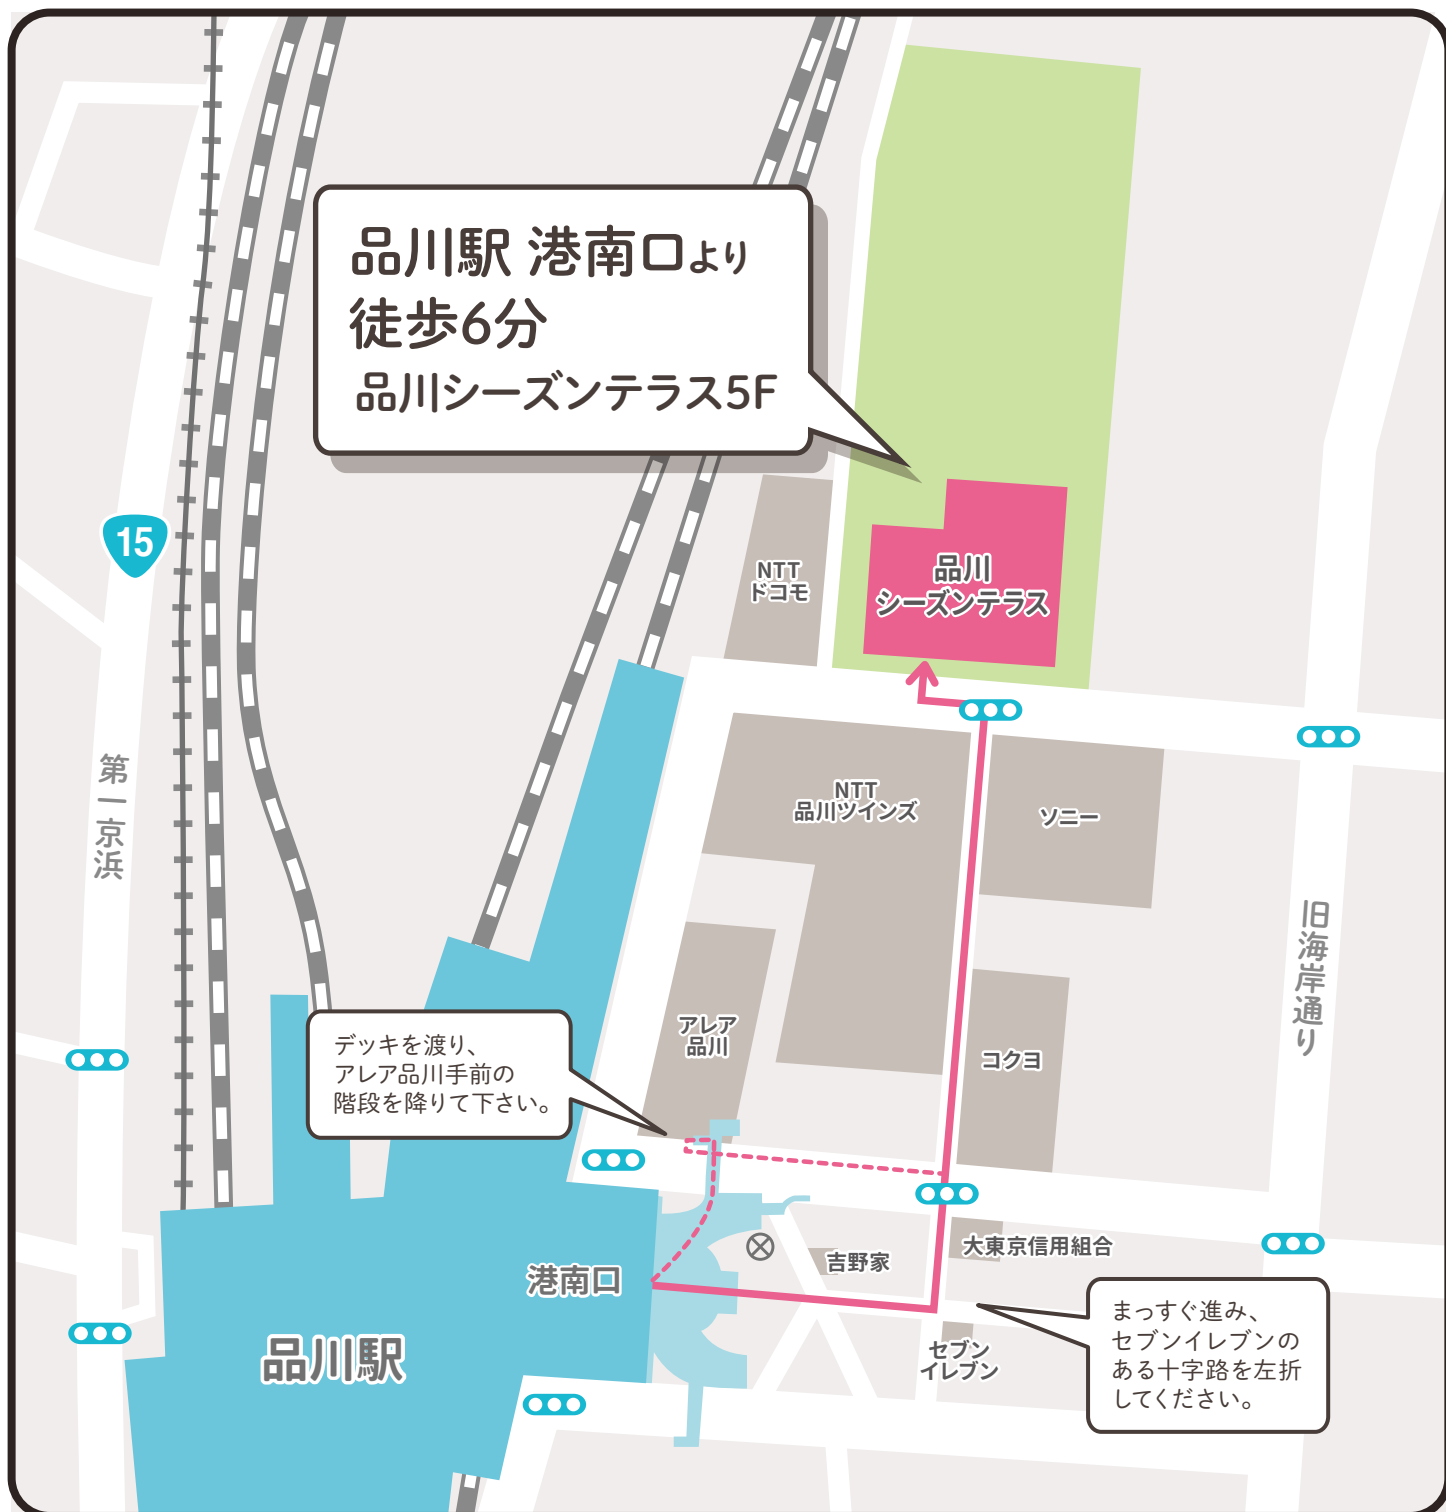 品川駅 港南口より
徒歩6分
品川シーズンテラス5F
15
NTT
ドコモ
品川
シーズンテラス
第一京浜
NTT
品川ツインズ
ソニー
旧海岸通り
アレア
品川
コクヨ
デッキを渡り、
アレア品川手前の
階段を降りて下さい。
大東京信用組合
吉野家
港南口
品川駅
セブン
イレブン
まっすぐ進み、
セブンイレブンの
ある十字路を左折
してください。